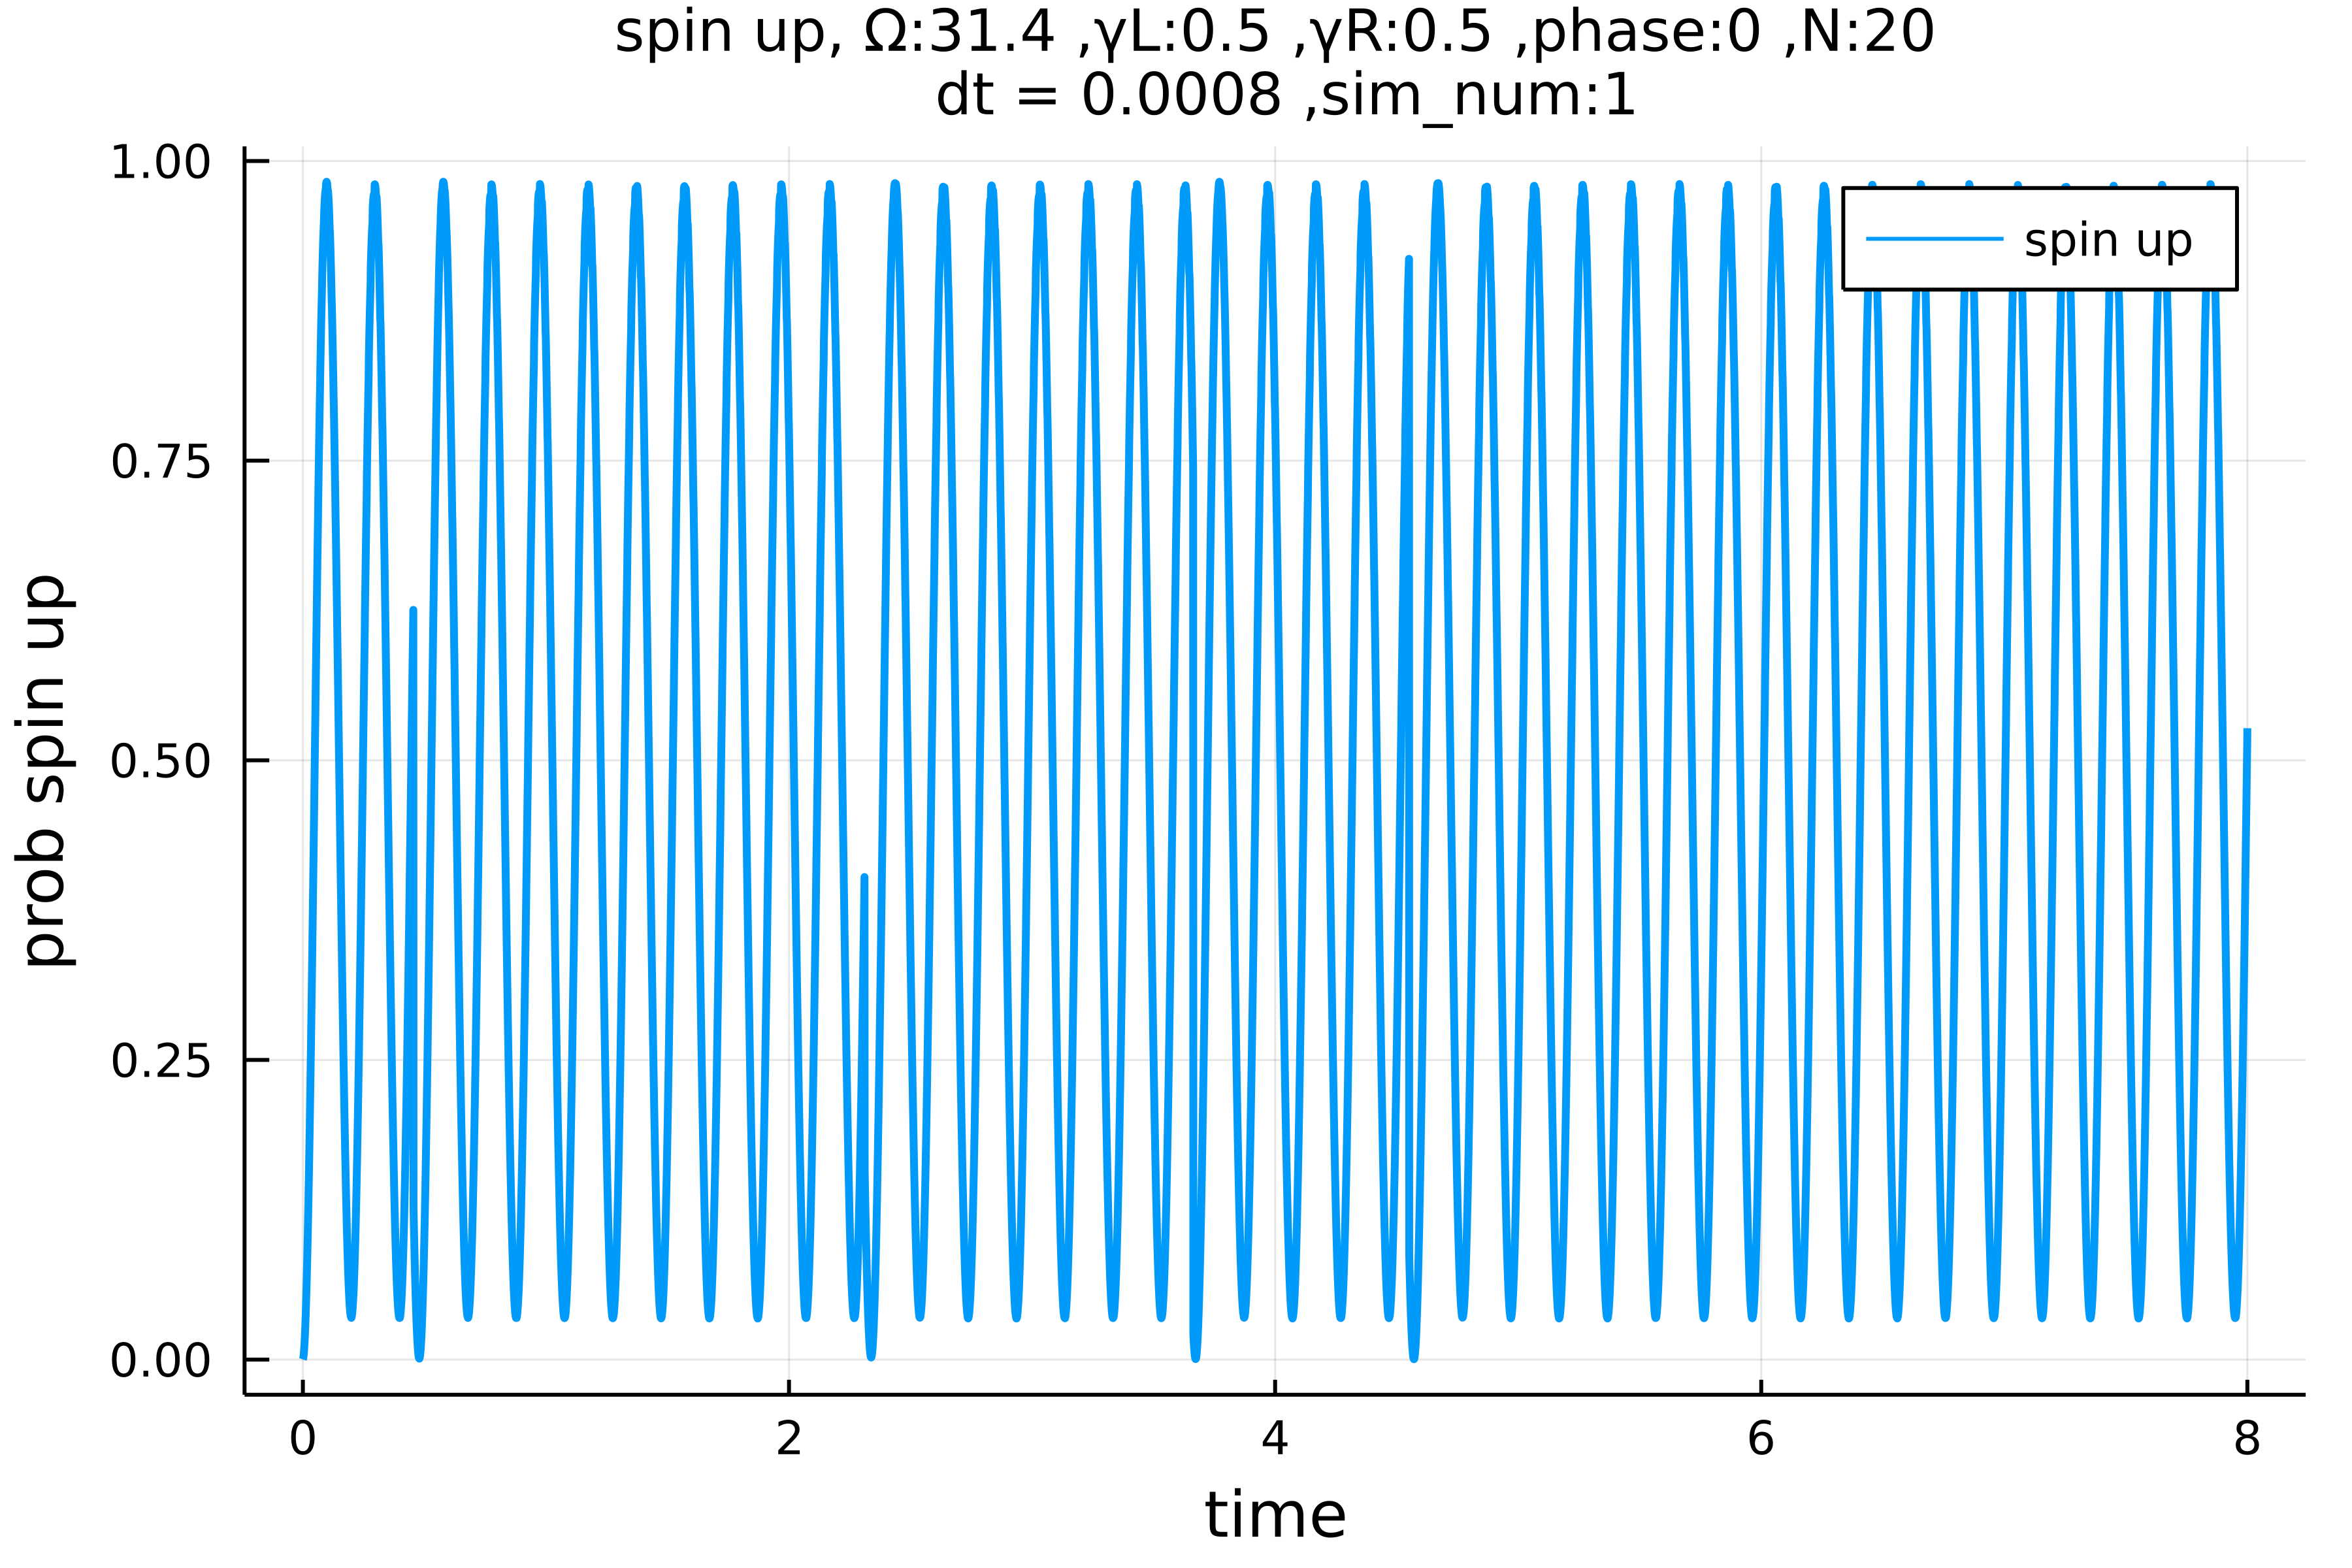 spin up, Ω:31.4 ,γL:0.5 ,γR:0.5 ,phase:0 ,N:20
dt = 0.0008 ,sim_num:1
1.00
0.75
0.50
0.25
0.00
prob spin up
spin up
0 2 4 6 8
time